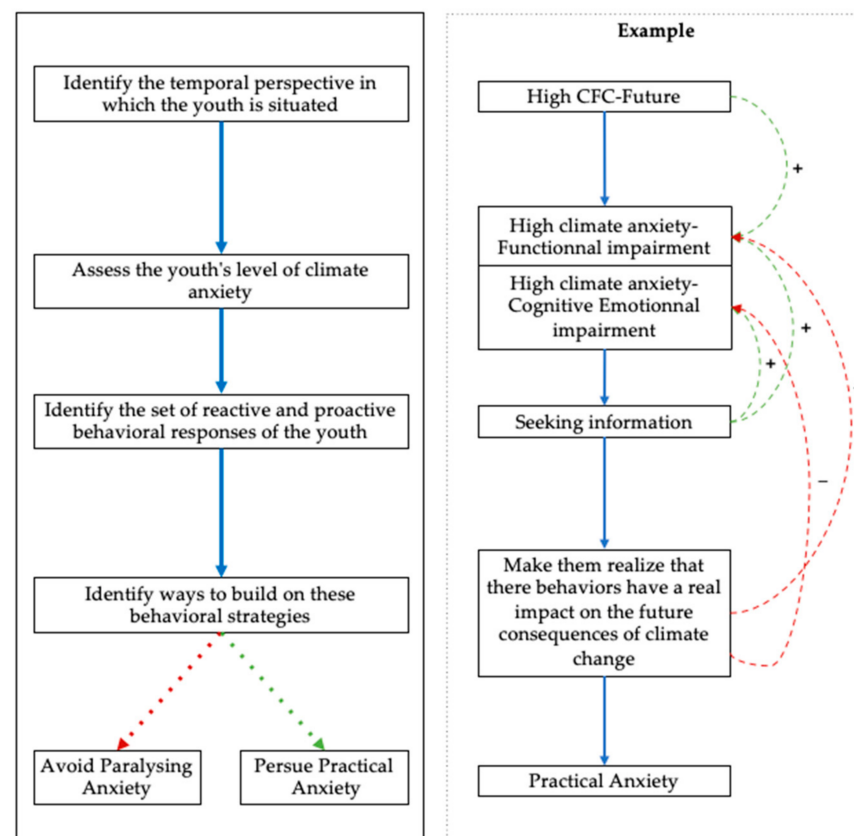 Identify the temporal perspective in
which the youth is situated
Assess the youth's level of climate
anxiety
Identify the set of reactive and proactive
behavioral responses of the youth
Identify ways to build on these
behavioral strategies
Avoid Paralysing
Anxiety
Persue Practical
Anxiety
Example
High CFC-Future
+
High climate anxiety-
Functionnal impairment
High climate anxiety-
Cognitive Emotionnal
impairment
+
+
Seeking information
–
Make them realize that
there behaviors have a real
impact on the future
consequences of climate
change
Practical Anxiety